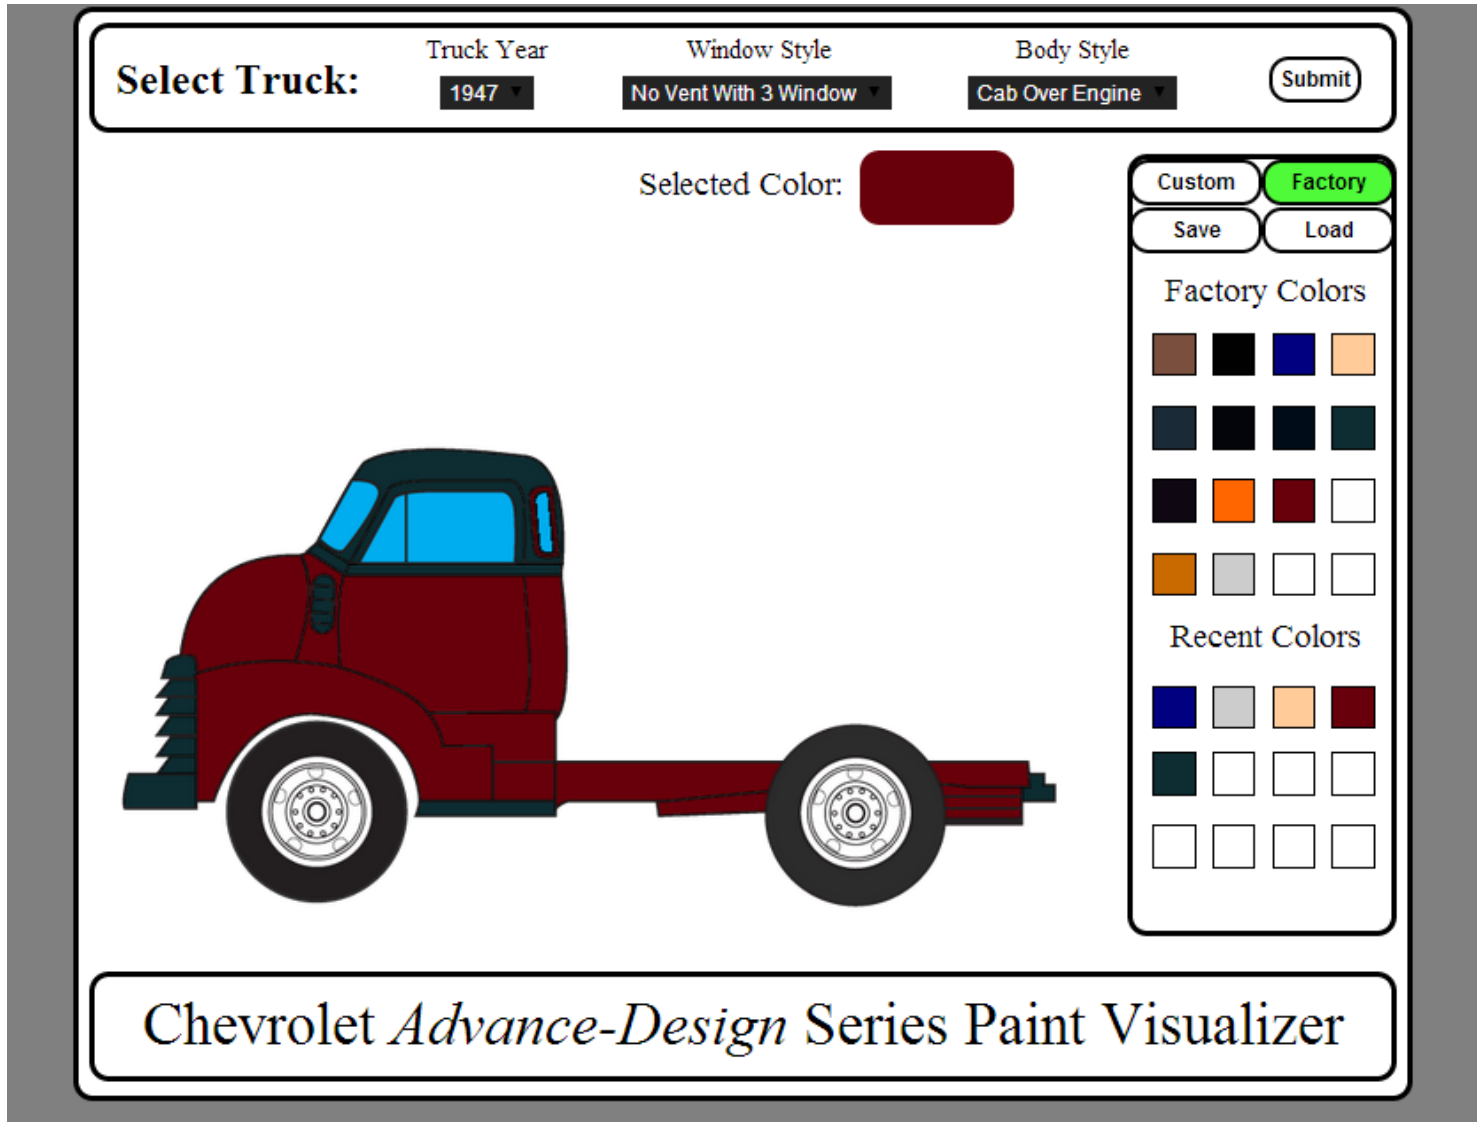 Select Truck:
Truck Year
1947
Window Style
No Vent With 3 Window
Body Style
Cab Over Engine
Submit
Selected Color:
Custom
Factory
Save
Load
Factory Colors
Recent Colors
Chevrolet Advance-Design Series Paint Visualizer